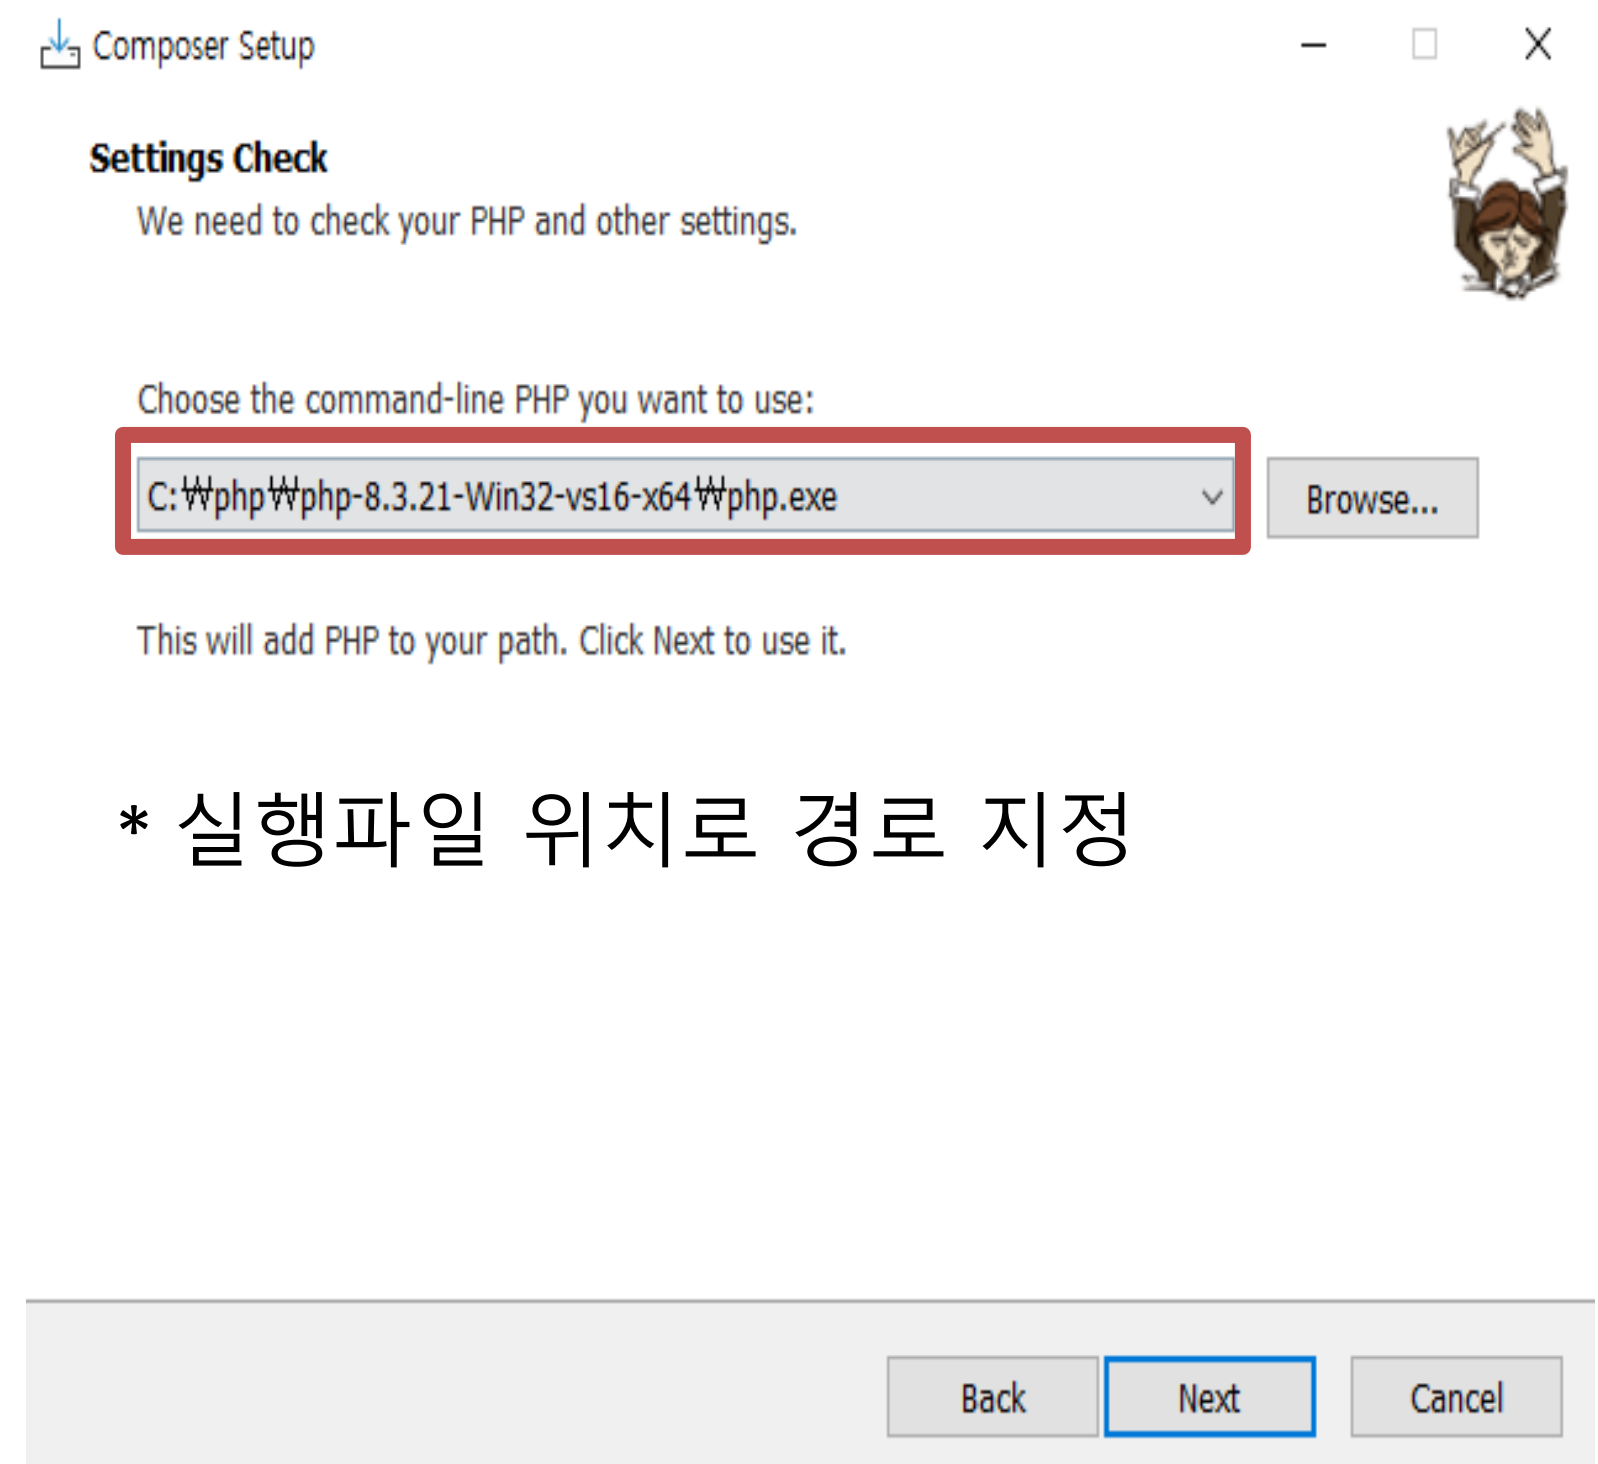 Composer Setup
Settings Check
We need to check your PHP and other settings.
Choose the command-line PHP you want to use:
C:₩php₩php-8.3.21-Win32-vs16-x64₩php.exe
Browse...
This will add PHP to your path. Click Next to use it.
* 실행파일 위치로 경로 지정
Back
Next
Cancel